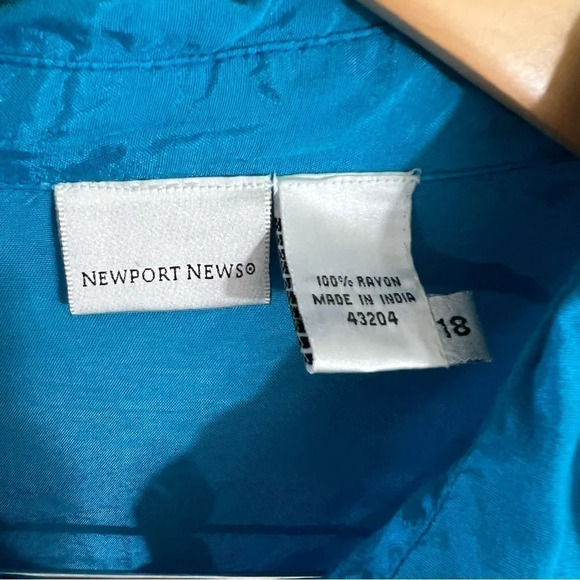 NEWPORT NEWS®
100% RAYON
MADE IN INDIA
43204
18